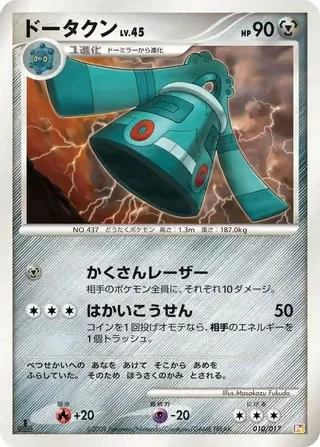 ドータクン LV.45 HP 90
1進化 ドーミラーから進化
NO.437 どうたくポケモン 高さ：1.3m 重さ：187.0kg
かくさんレーザー
相手のポケモン全員に、それぞれ10ダメージ。
はかいこうせん 50
コインを1回投げオモテなら、相手のエネルギーを
1個トラッシュ。
べつせかいへの あなを あけて そこから あめを
ふらしていた。そのため ほうさくのかみ とされる。
Illus.Masakazu Fukuda
弱点 抵抗力 にげる
+20 -20
©2009 Pokémon/Nintendo/Creatures/GAME FREAK.
010/017